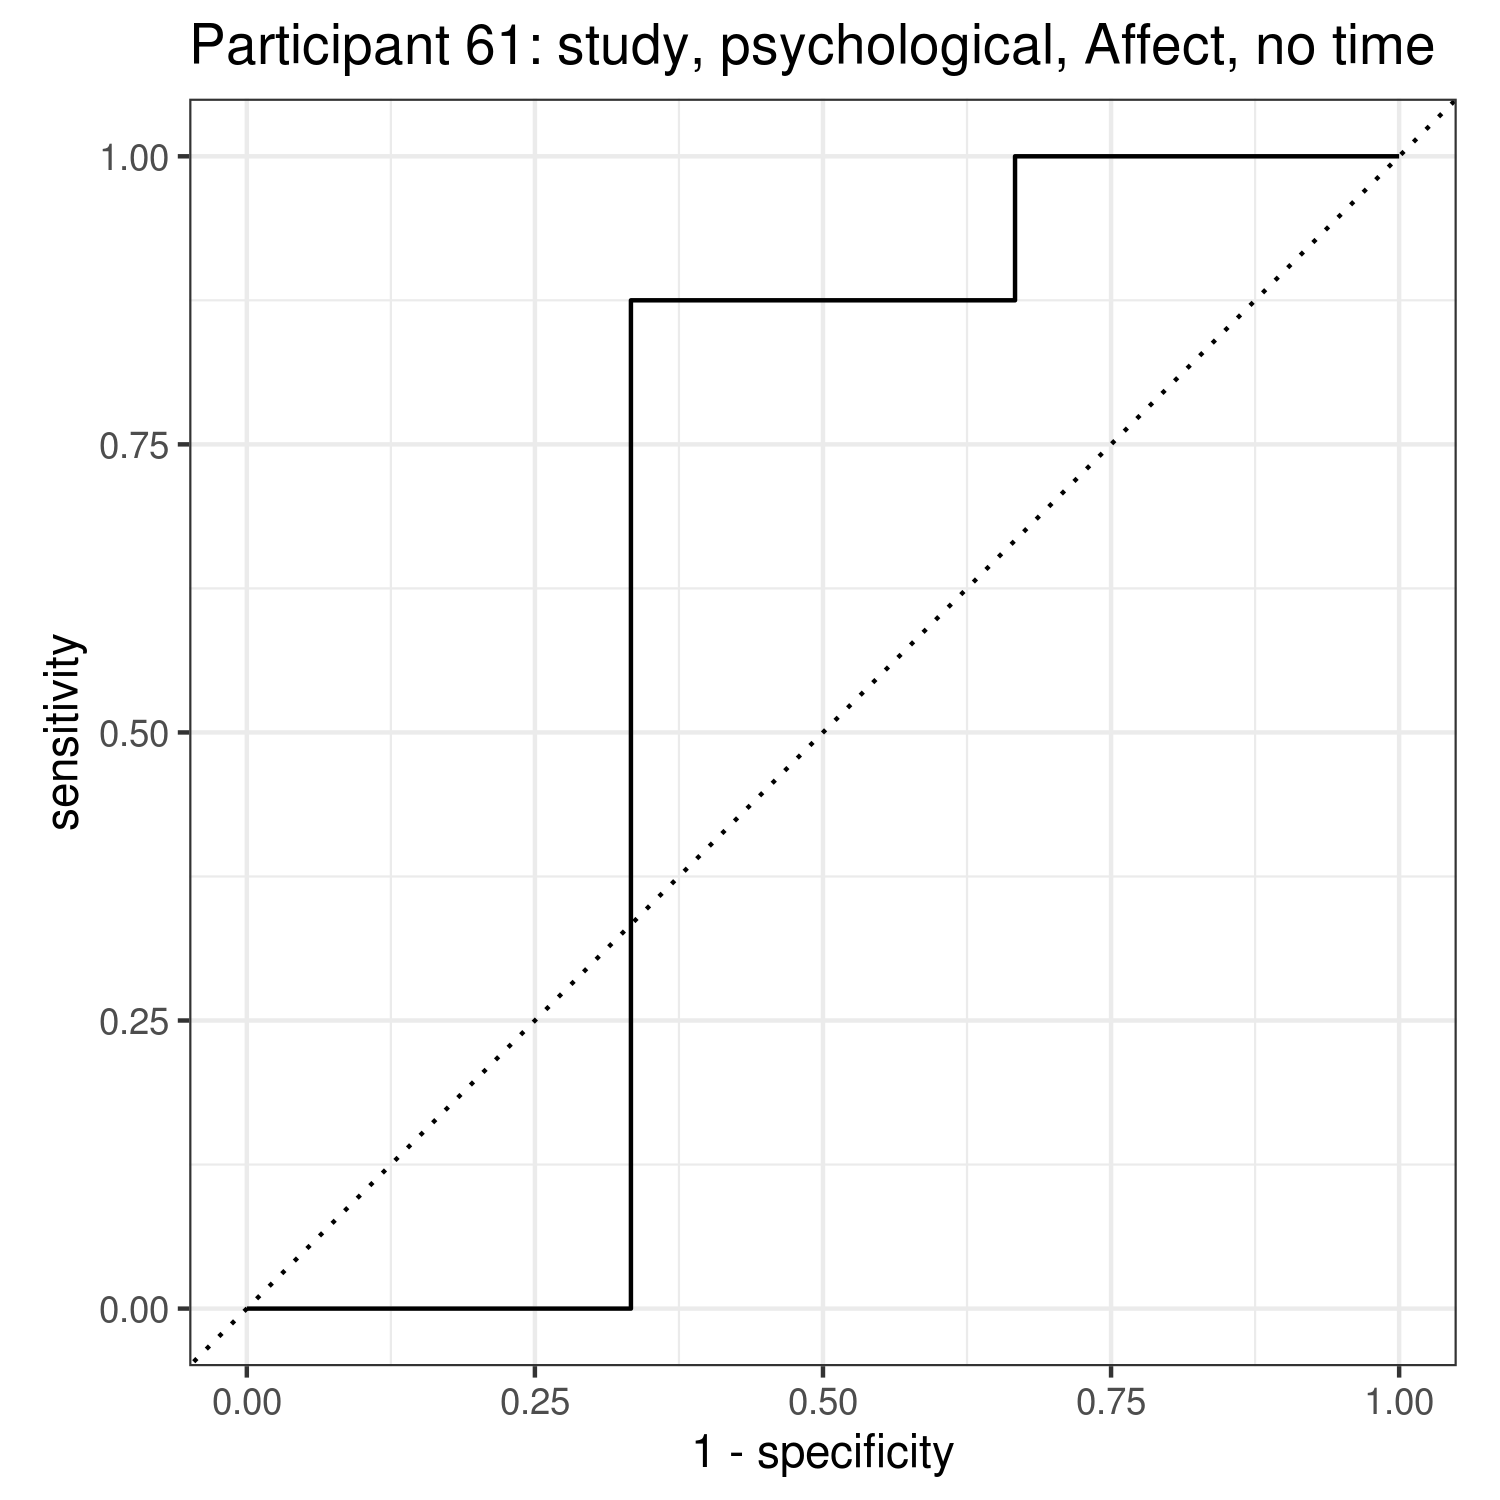 Participant 61: study, psychological, Affect, no time
1.00
0.75
0.50
0.25
0.00
sensitivity
0.00 0.25 0.50 0.75 1.00
1 - specificity